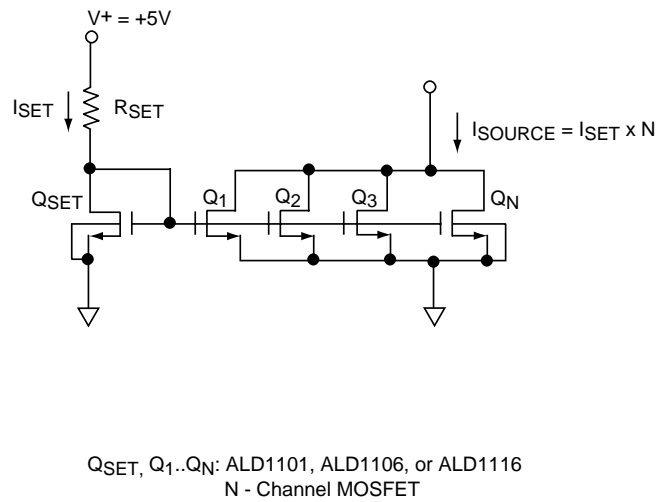 V+ = +5V
ISET
RSET
ISOURCE = ISET x N
QSET
Q1
Q2
Q3
QN
QSET, Q1..QN: ALD1101, ALD1106, or ALD1116
N - Channel MOSFET